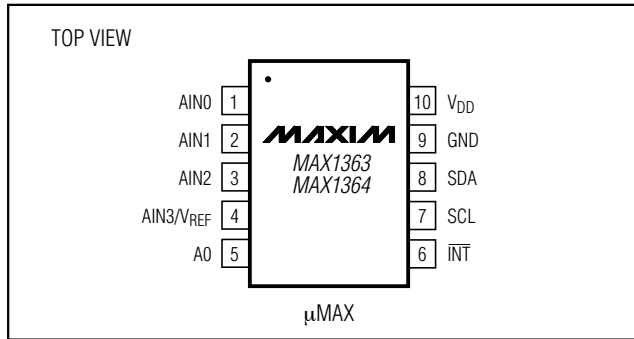 TOP VIEW
AIN0 1
AIN1 2
AIN2 3
AIN3/VREF 4
A0 5
MAXIM
MAX1363
MAX1364
10 VDD
9 GND
8 SDA
7 SCL
6 INT
μMAX